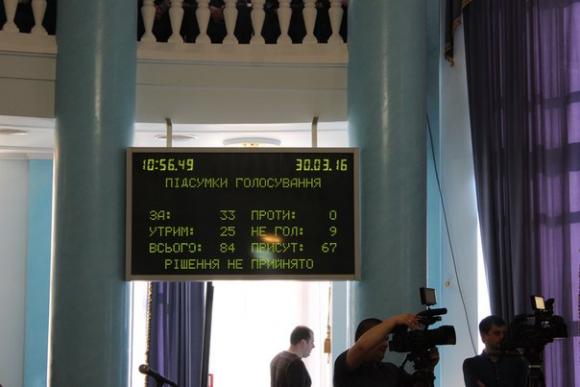 10:56.49 30.03.16
ПІДСУМКИ ГОЛОСУВАННЯ
ЗА: 33 ПРОТИ: 0
УТРИМ: 25 НЕ ГОЛ: 9
ВСЬОГО: 84 ПРИСУТ: 67
РІШЕННЯ НЕ ПРИЙНЯТО